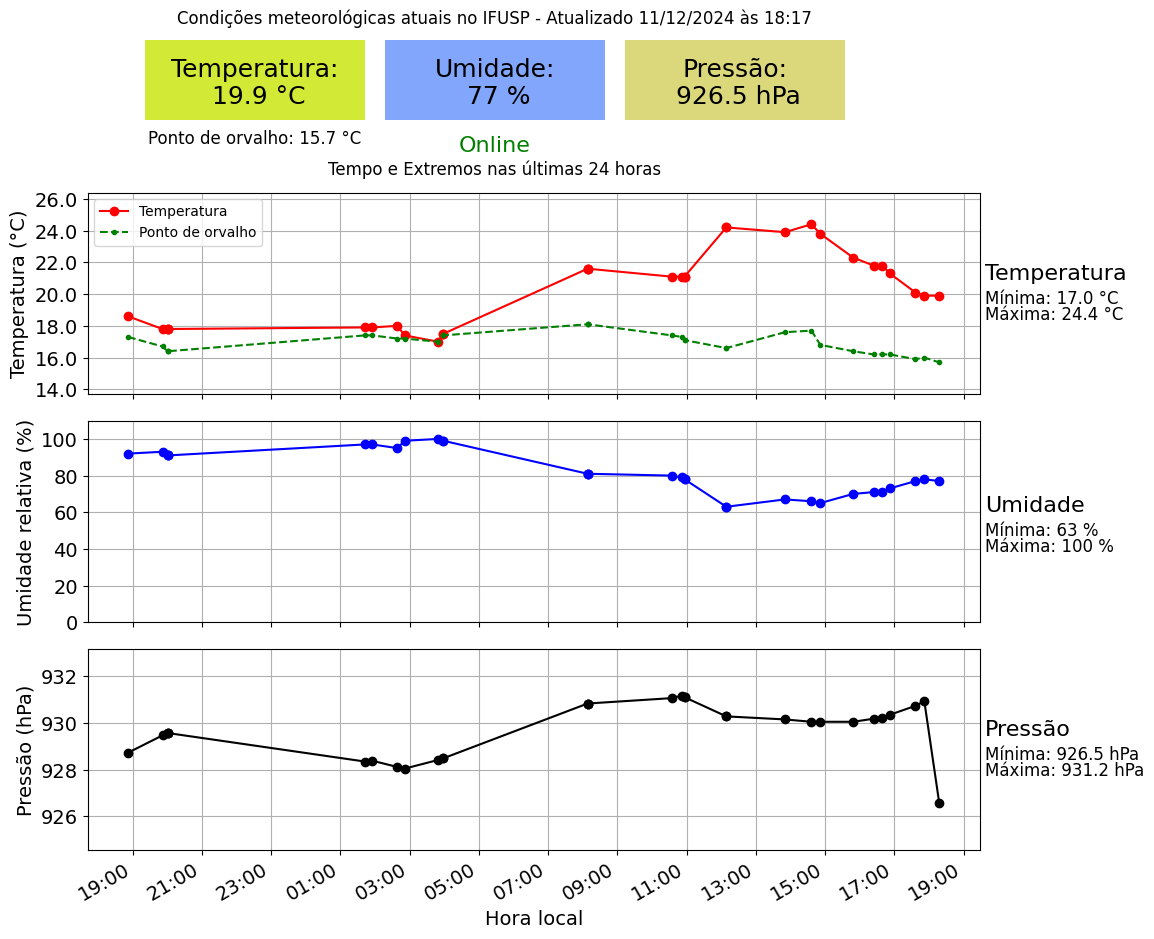 Condições meteorológicas atuais no IFUSP - Atualizado 11/12/2024 às 18:17
Temperatura:
19.9 °C
Umidade:
77 %
Pressão:
926.5 hPa
Ponto de orvalho: 15.7 °C
Online
Tempo e Extremos nas últimas 24 horas
Temperatura (°C)
26.0
24.0
22.0
20.0
18.0
16.0
14.0
Temperatura
Ponto de orvalho
Temperatura
Mínima: 17.0 °C
Máxima: 24.4 °C
Umidade relativa (%)
100
80
60
40
20
0
Umidade
Mínima: 63 %
Máxima: 100 %
Pressão (hPa)
932
930
928
926
Pressão
Mínima: 926.5 hPa
Máxima: 931.2 hPa
19:00 21:00 23:00 01:00 03:00 05:00 07:00 09:00 11:00 13:00 15:00 17:00 19:00
Hora local